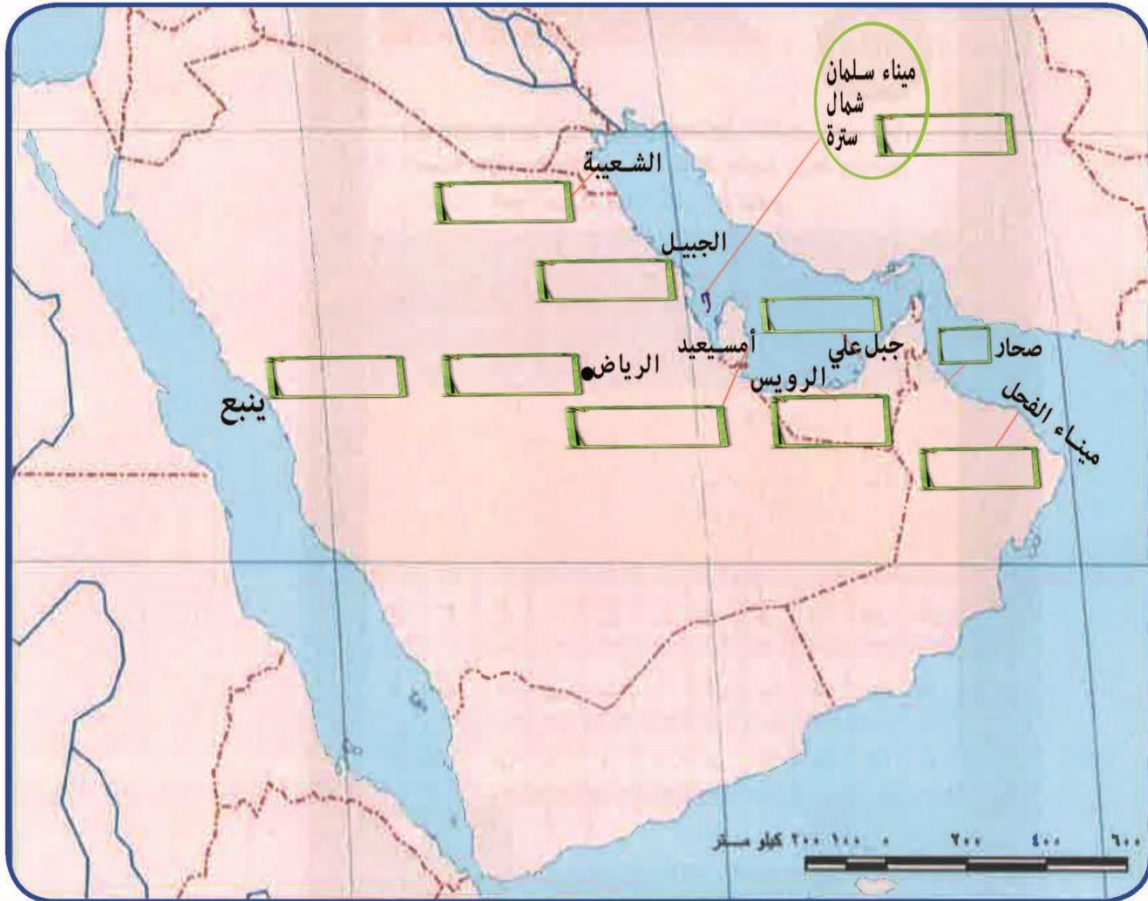 ميناء سلمان
شمال
سترة
الشعيبة
الجبيل
أمسيعيد
جبل علي
صحار
الرياض
الرويس
ينبع
ميناء الفحل
٦٠٠ ٤٠٠ ٢٠٠ ٠ ١٠٠ ٢٠٠ كيلو متر